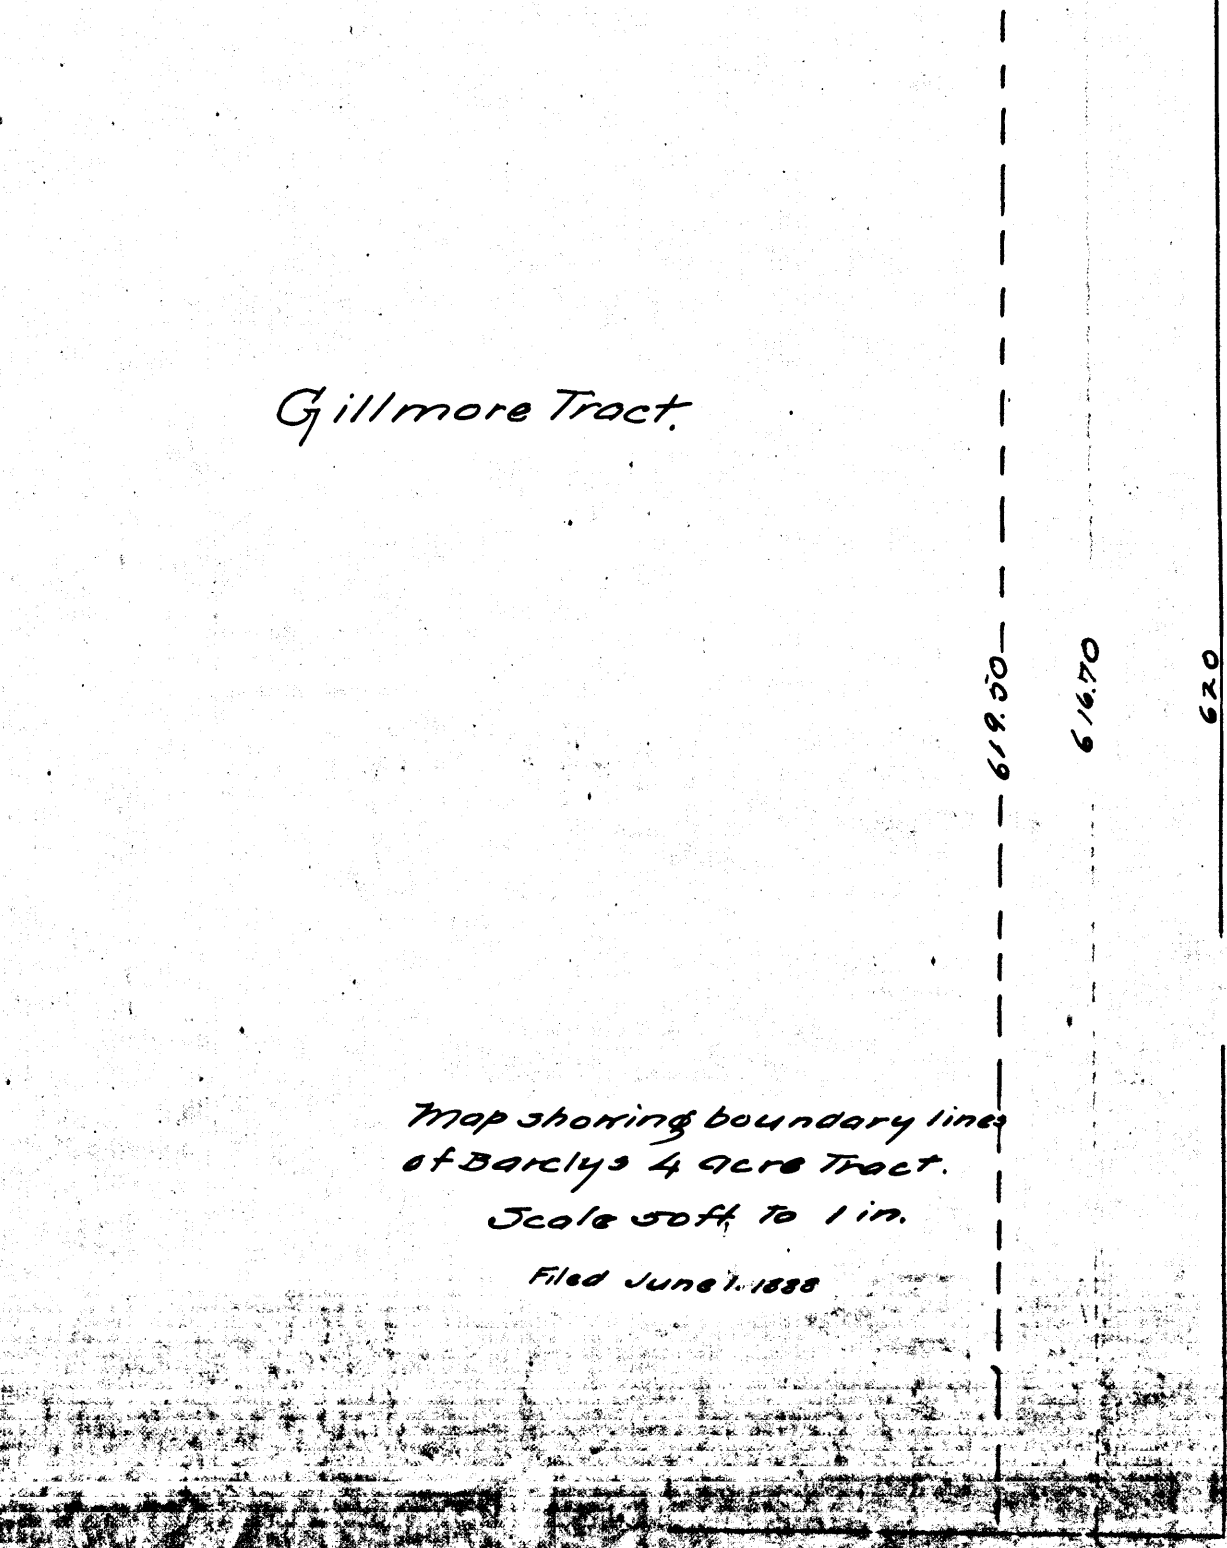 Gillmore Tract.
619.50
616.70
620
Map showing boundary lines
of Barclys 4 acre Tract.
Scale 50 ft. To 1 in.
Filed June 1. 1888